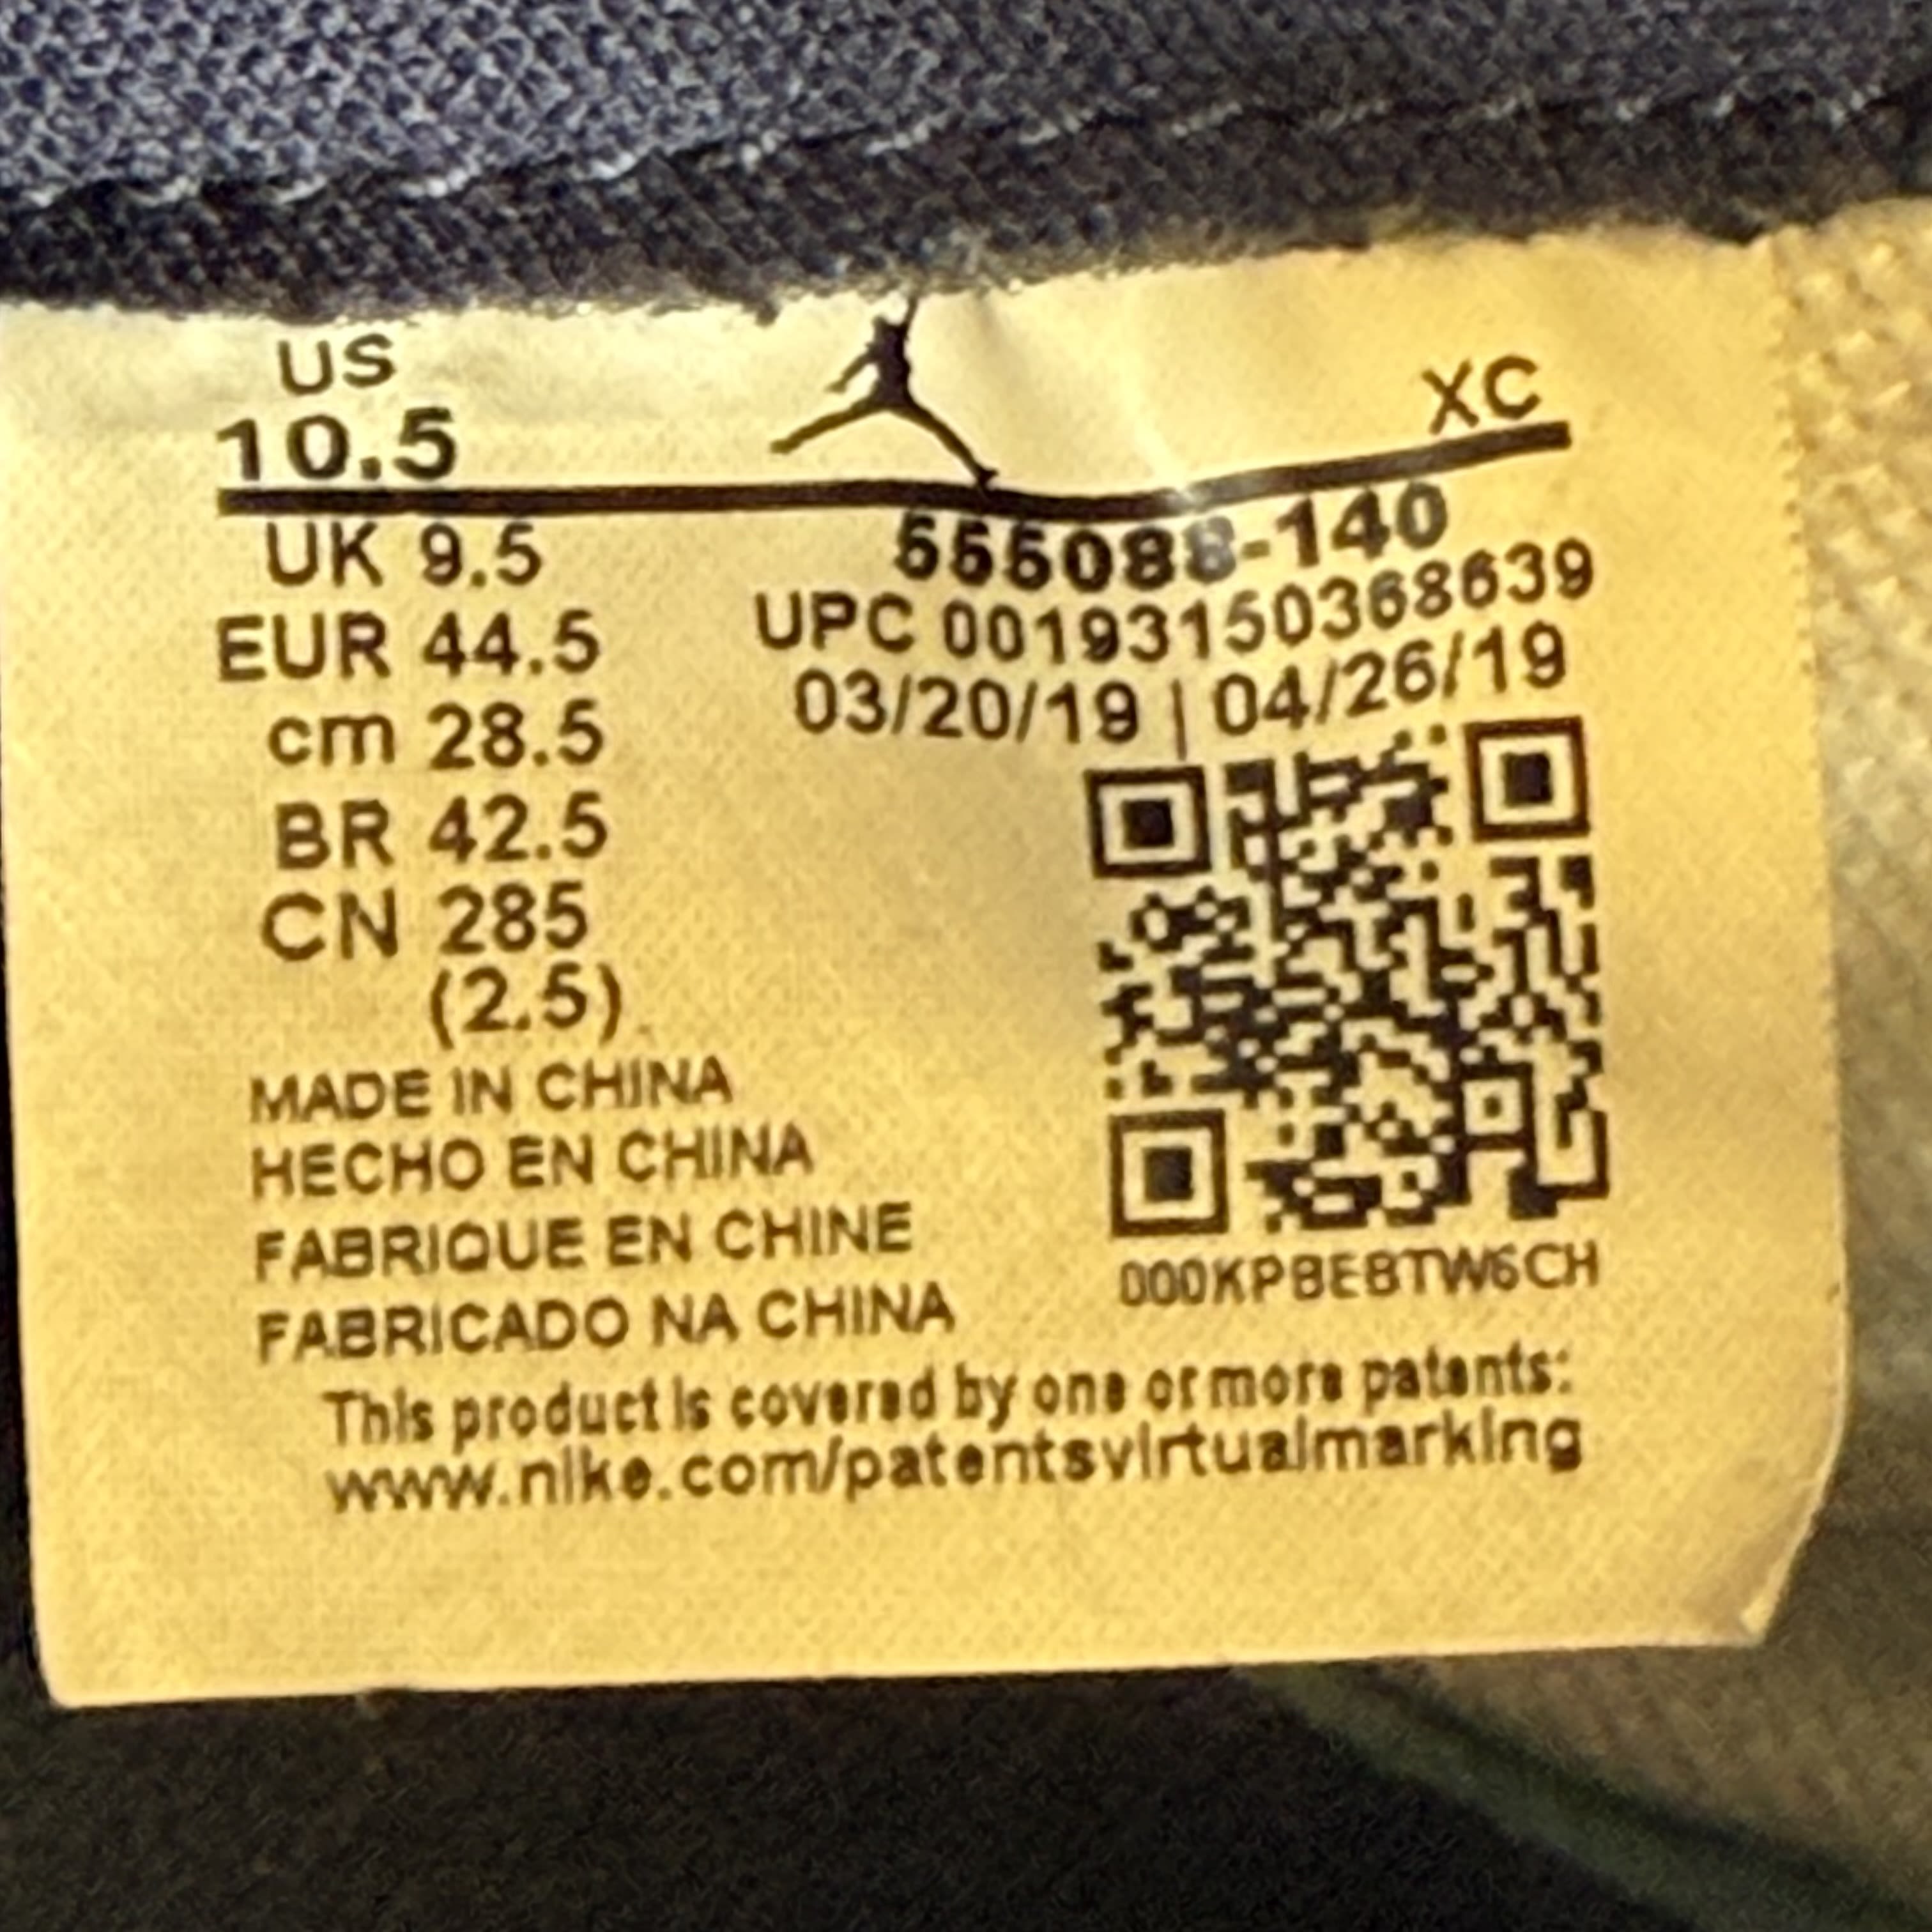 US
10.5
XC
UK 9.5
EUR 44.5
cm 28.5
BR 42.5
CN 285
(2.5)
555088-140
UPC 00193150368639
03/20/19 | 04/26/19
MADE IN CHINA
HECHO EN CHINA
FABRIQUE EN CHINE
FABRICADO NA CHINA
000KPBEBTW6CH
This product is covered by one or more patents:
www.nike.com/patentsvirtualmarking